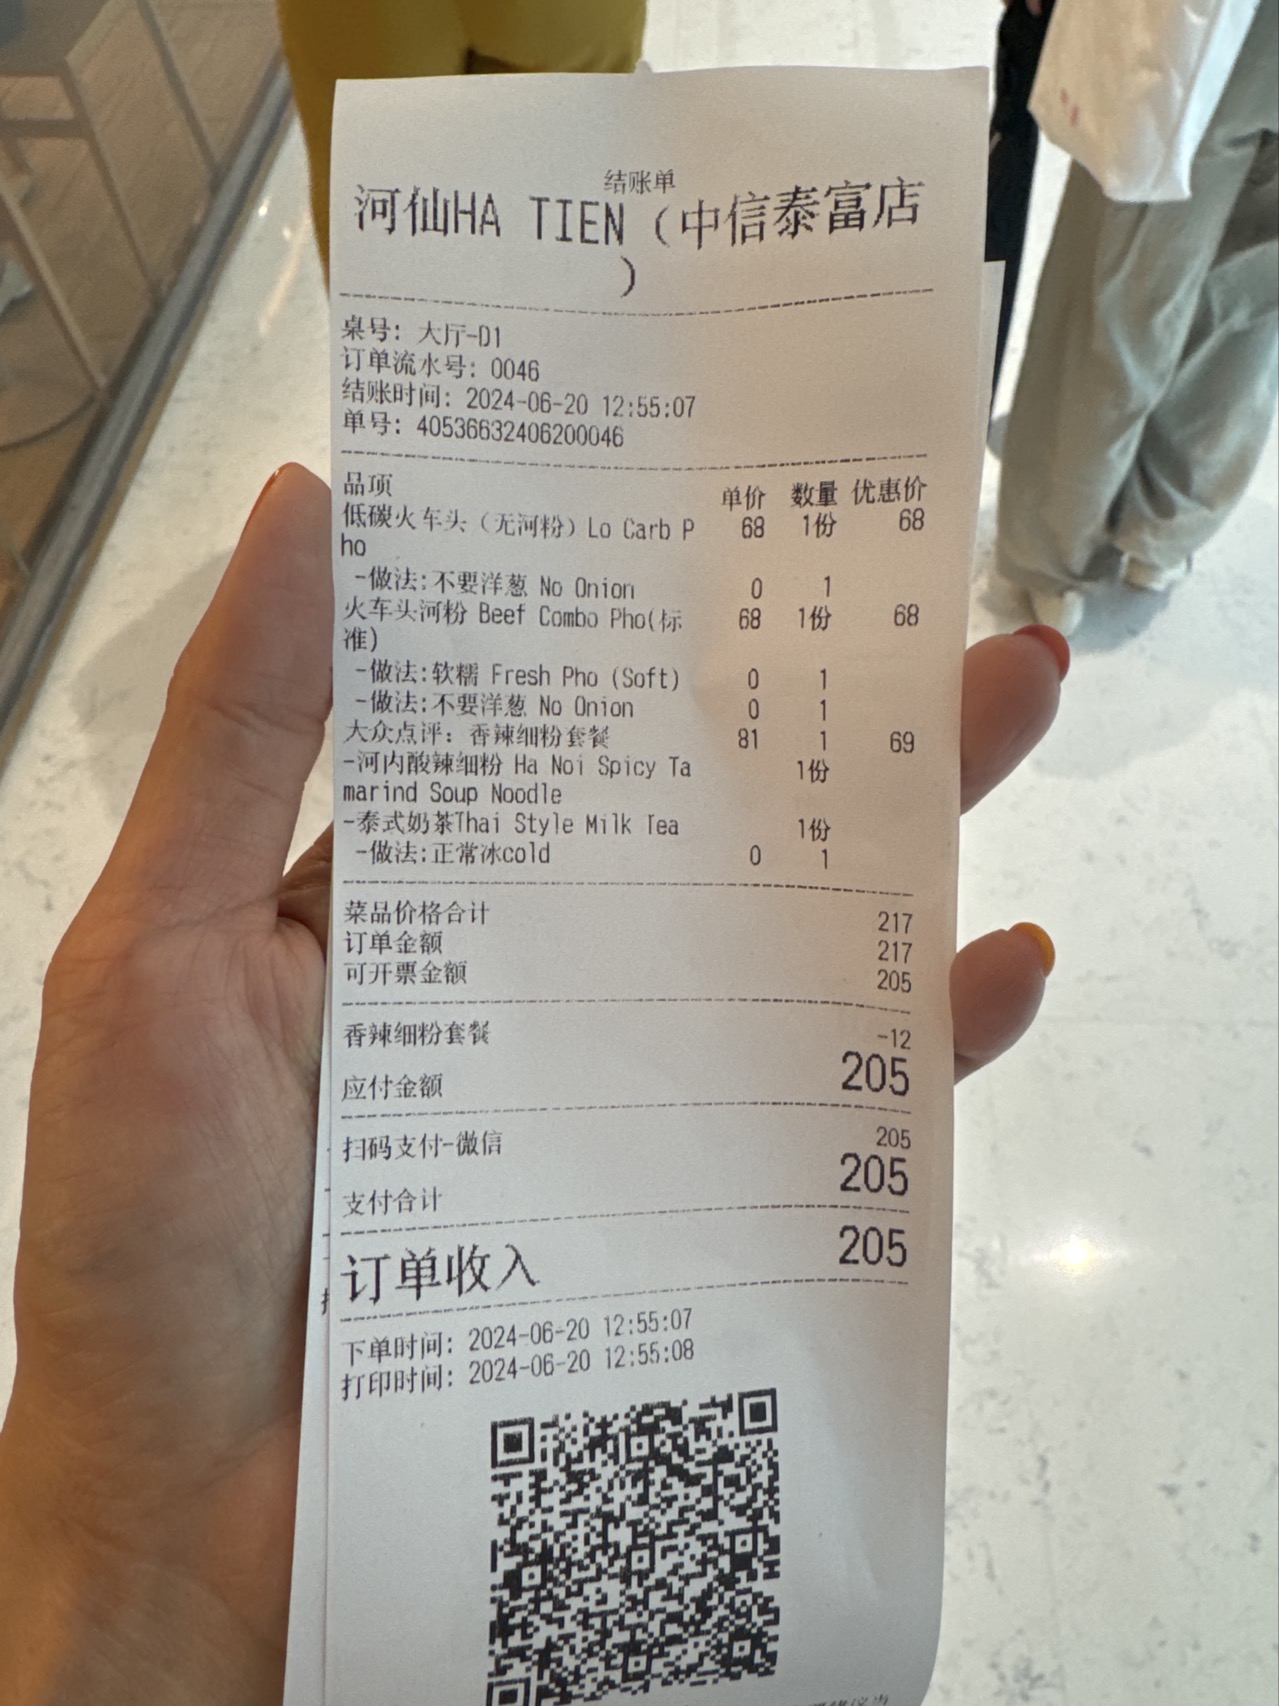 结账单
河仙HA TIEN（中信泰富店
）
桌号: 大厅-D1
订单流水号: 0046
结账时间: 2024-06-20 12:55:07
单号: 40536632406200046
品项 单价 数量 优惠价
低碳火车头（无河粉）Lo Carb P 68 1份 68
ho
-做法:不要洋葱 No Onion 0 1
火车头河粉 Beef Combo Pho(标 68 1份 68
准)
-做法:软糯 Fresh Pho (Soft) 0 1
-做法:不要洋葱 No Onion 0 1
大众点评: 香辣细粉套餐 81 1 69
-河内酸辣细粉 Ha Noi Spicy Ta 1份
marind Soup Noodle
-泰式奶茶Thai Style Milk Tea 1份
-做法:正常冰cold 0 1
菜品价格合计 217
订单金额 217
可开票金额 205
香辣细粉套餐 -12
应付金额 205
扫码支付-微信 205
支付合计 205
订单收入 205
下单时间: 2024-06-20 12:55:07
打印时间: 2024-06-20 12:55:08